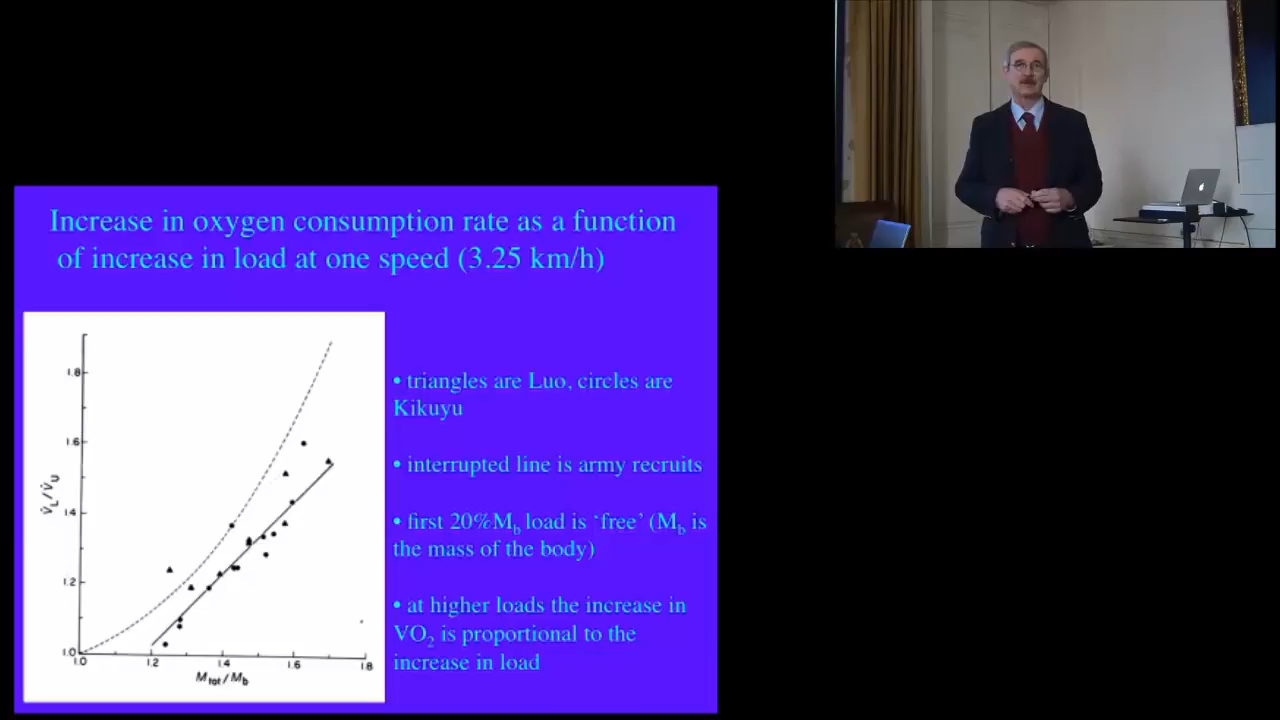 Increase in oxygen consumption rate as a function
of increase in load at one speed (3.25 km/h)
1.8
1.6
1.4
1.2
1.0
V̇L/V̇U
1.0 1.2 1.4 1.6 1.8
Mtot/Mb
• triangles are Luo, circles are
Kikuyu
• interrupted line is army recruits
• first 20%Mb load is ‘free’ (Mb is
the mass of the body)
• at higher loads the increase in
VO2 is proportional to the
increase in load